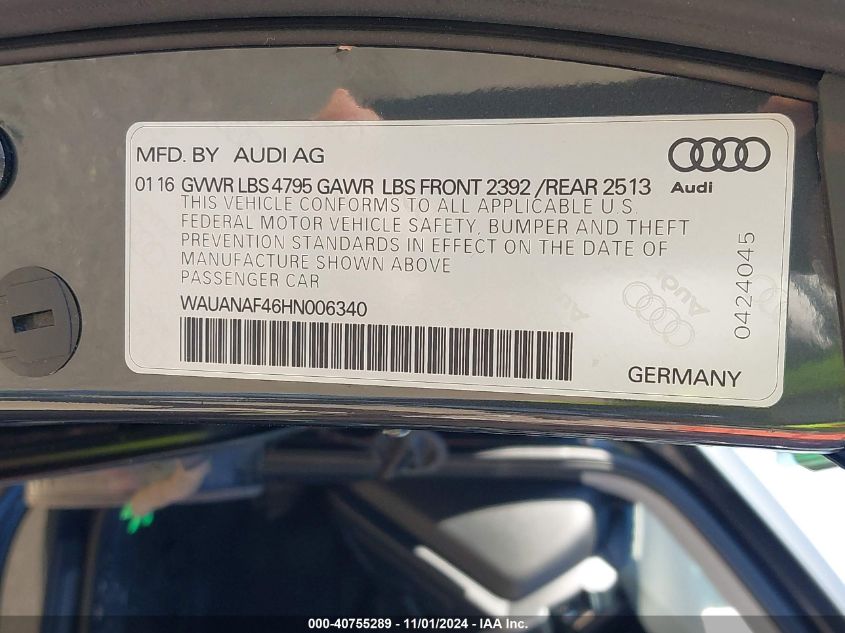 MFD. BY AUDI AG
Audi
01 16 GVWR LBS 4795 GAWR LBS FRONT 2392 /REAR 2513
THIS VEHICLE CONFORMS TO ALL APPLICABLE U.S.
FEDERAL MOTOR VEHICLE SAFETY, BUMPER AND THEFT
PREVENTION STANDARDS IN EFFECT ON THE DATE OF
MANUFACTURE SHOWN ABOVE
PASSENGER CAR
WAUANAF46HN006340
0424045
Audi
GERMANY
000-40755289 - 11/01/2024 - IAA Inc.